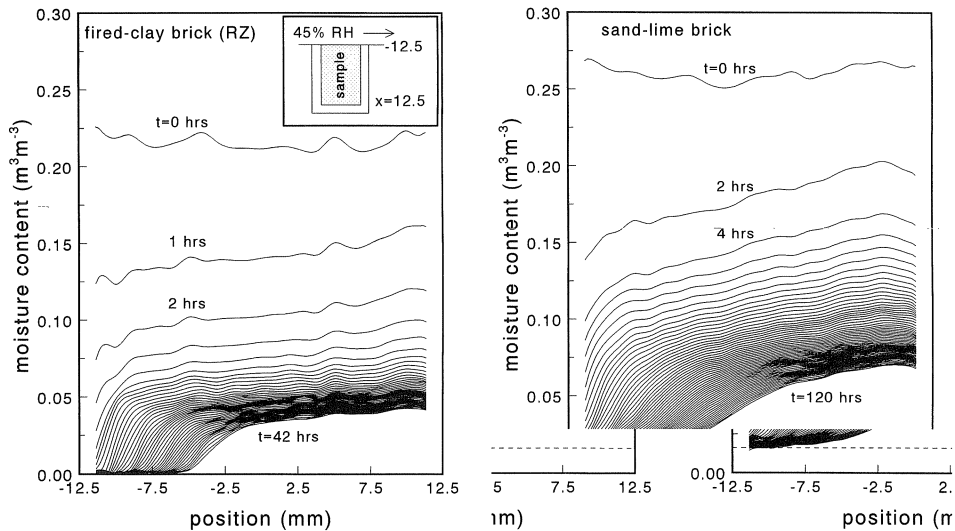 fired-clay brick (RZ)
45% RH
-12.5
sample
x=12.5
t=0 hrs
1 hrs
2 hrs
t=42 hrs
0.30
0.25
0.20
0.15
0.10
0.05
0.00
moisture content (m³m⁻³)
-12.5
-7.5
-2.5
2.5
7.5
12.5
position (mm)
sand-lime brick
t=0 hrs
2 hrs
4 hrs
t=120 hrs
0.30
0.25
0.20
0.15
0.10
0.05
moisture content (m³m⁻³)
5
7.5
12.5
0.00
-12.5
-7.5
-2.5
2.
position (m